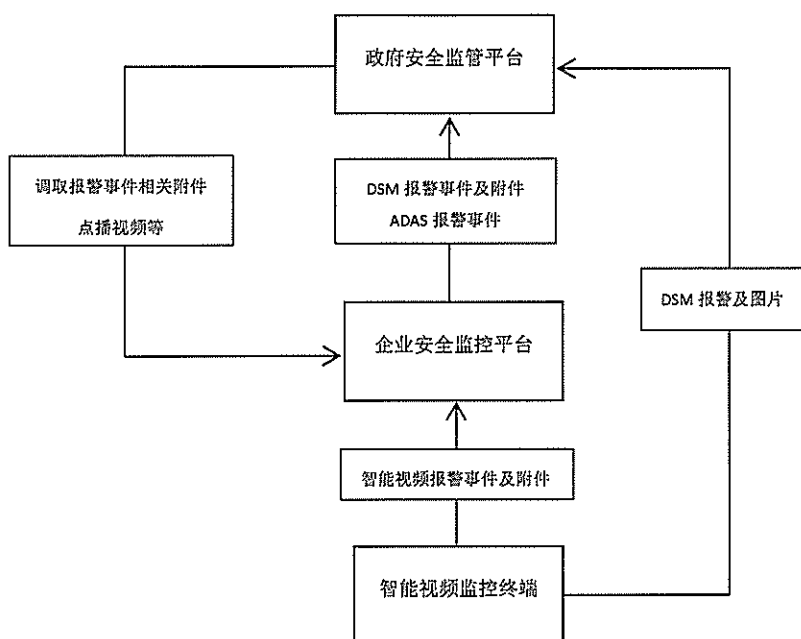 政府安全监管平台
调取报警事件相关附件
点播视频等
DSM 报警事件及附件
ADAS 报警事件
DSM 报警及图片
企业安全监控平台
智能视频报警事件及附件
智能视频监控终端